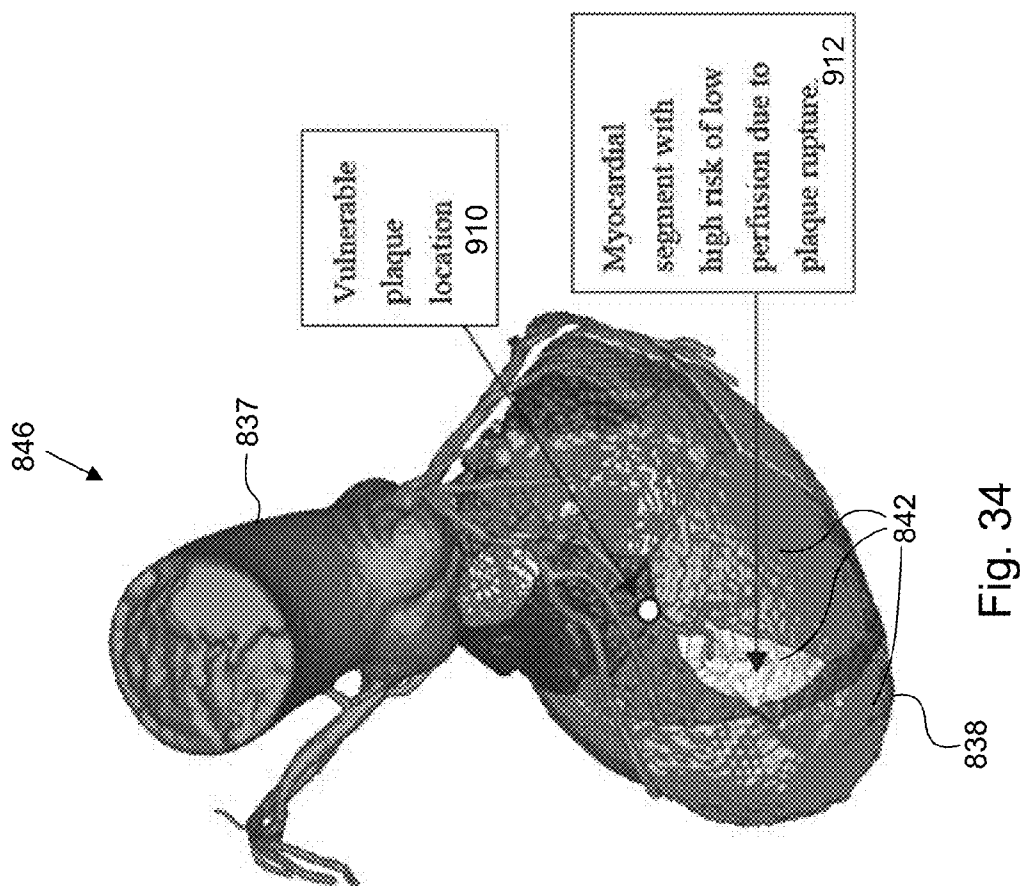 846
837
Vulnerable
plaque
location
910
Myocardial
segment with
high risk of low
perfusion due to
plaque rupture
912
842
838
Fig. 34